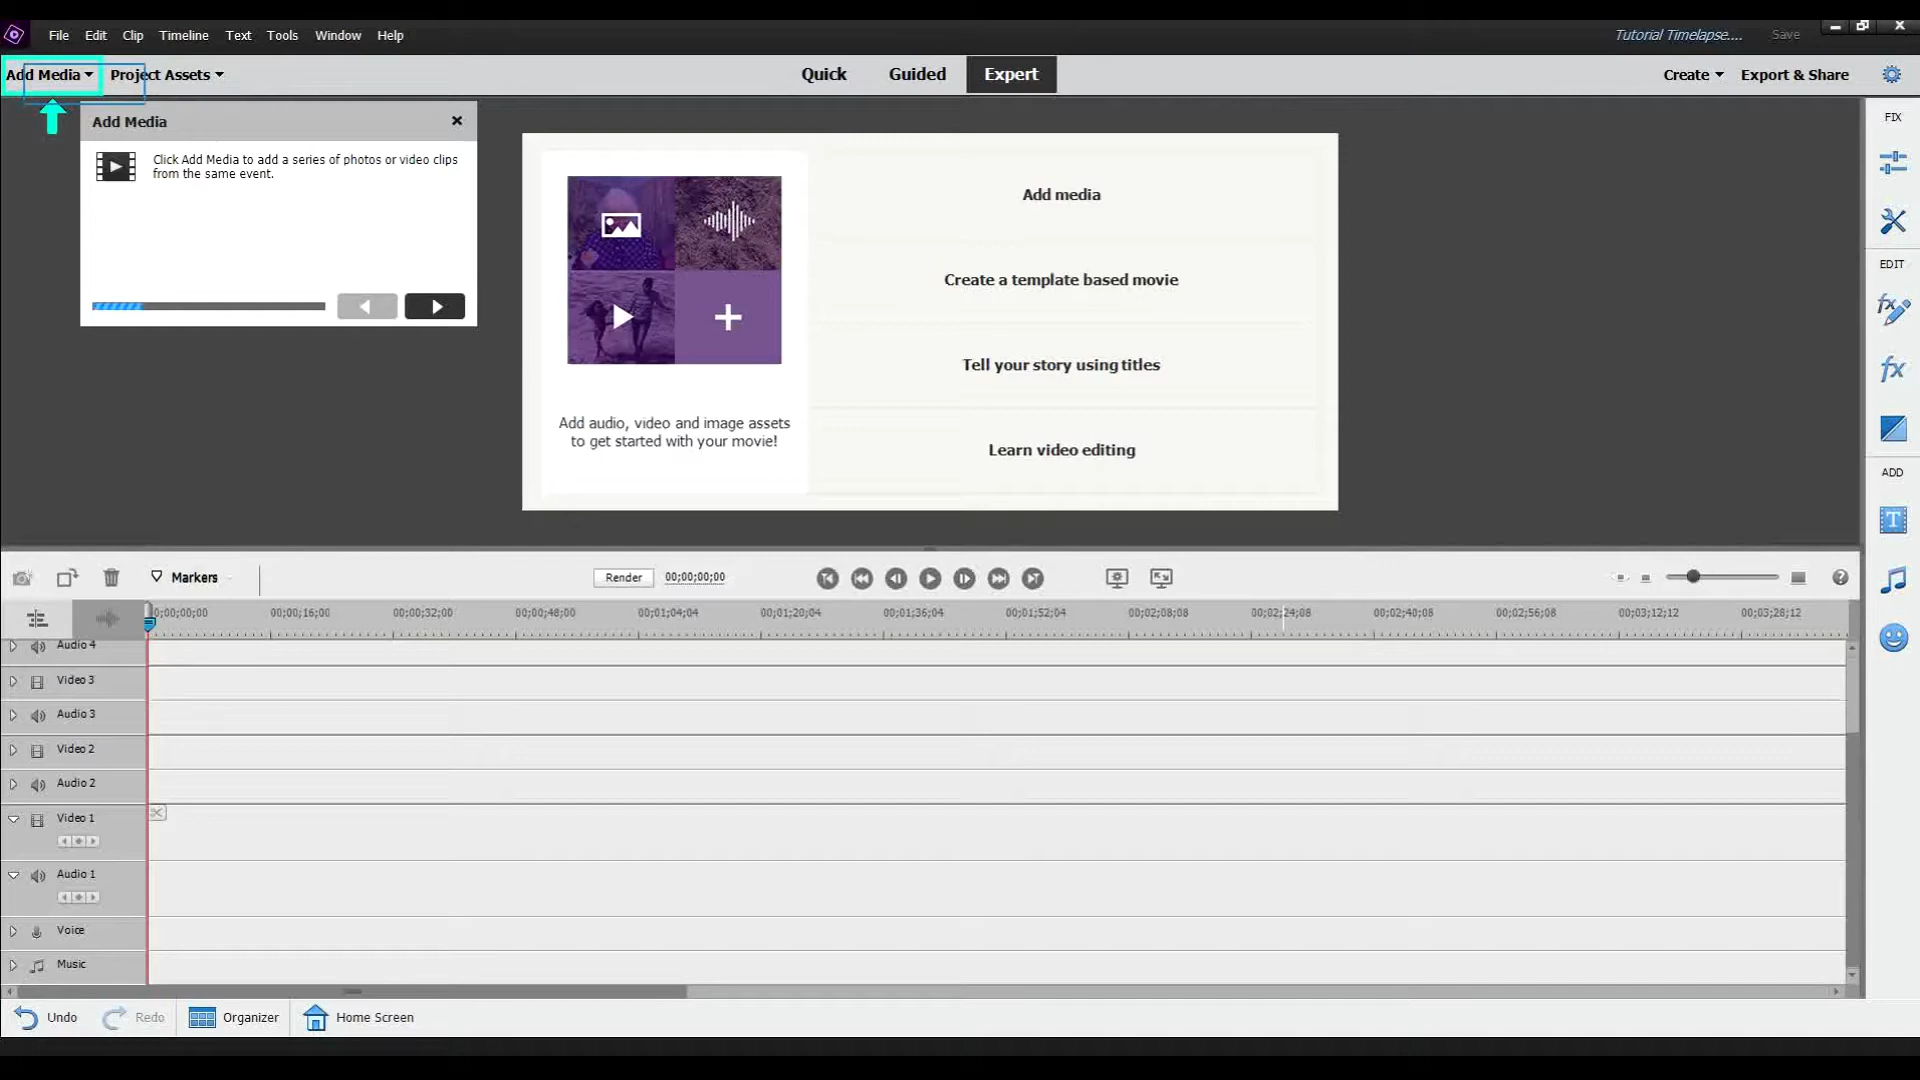 File Edit Clip Timeline Text Tools Window Help
Tutorial Timelapse.... Save
Add Media Project Assets
Quick Guided Expert
Create Export & Share
Add Media
Click Add Media to add a series of photos or video clips
from the same event.
Add audio, video and image assets
to get started with your movie!
Add media
Create a template based movie
Tell your story using titles
Learn video editing
FIX
EDIT
fx
fx
ADD
T
Markers
Render 00;00;00;00
?
0;00;00;00 00;00;16;00 00;00;32;00 00;00;48;00 00;01;04;04 00;01;20;04 00;01;36;04 00;01;52;04 00;02;08;08 00;02;24;08 00;02;40;08 00;02;56;08 00;03;12;12 00;03;28;12
Audio 4
Video 3
Audio 3
Video 2
Audio 2
Video 1
Audio 1
Voice
Music
Undo Redo Organizer Home Screen